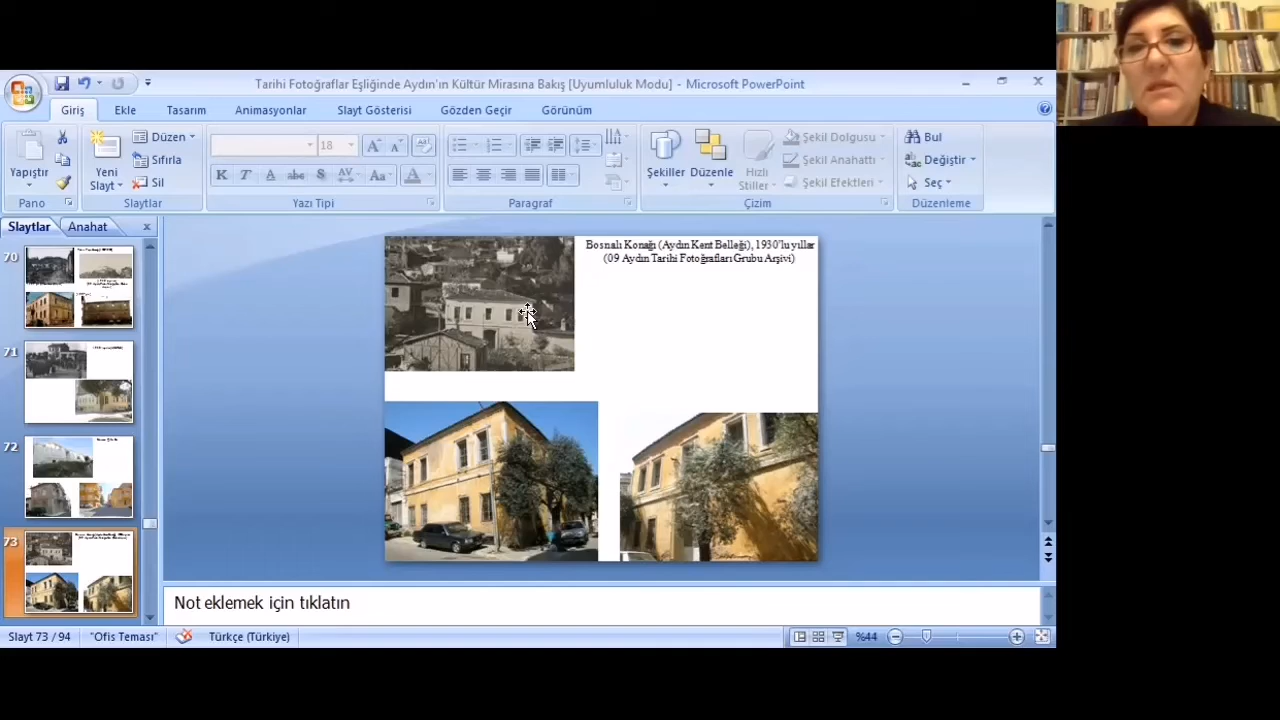 Tarihi Fotoğraflar Eşliğinde Aydın'ın Kültür Mirasına Bakış [Uyumluluk Modu] - Microsoft PowerPoint
Giriş Ekle Tasarım Animasyonlar Slayt Gösterisi Gözden Geçir Görünüm
Yapıştır
Yeni
Slayt
Düzen
Sıfırla
Sil
18
Şekiller
Düzenle
Hızlı
Stiller
Şekil Dolgusu
Şekil Anahattı
Şekil Efektleri
Bul
Değiştir
Seç
Pano Slaytlar Yazı Tipi Paragraf Çizim Düzenleme
Slaytlar Anahat
70
71
72
73
Bosnalı Konağı (Aydın Kent Belleği), 1930'lu yıllar
(09 Aydın Tarihi Fotoğrafları Grubu Arşivi)
Not eklemek için tıklatın
Slayt 73 / 94 "Ofis Teması" Türkçe (Türkiye) %44